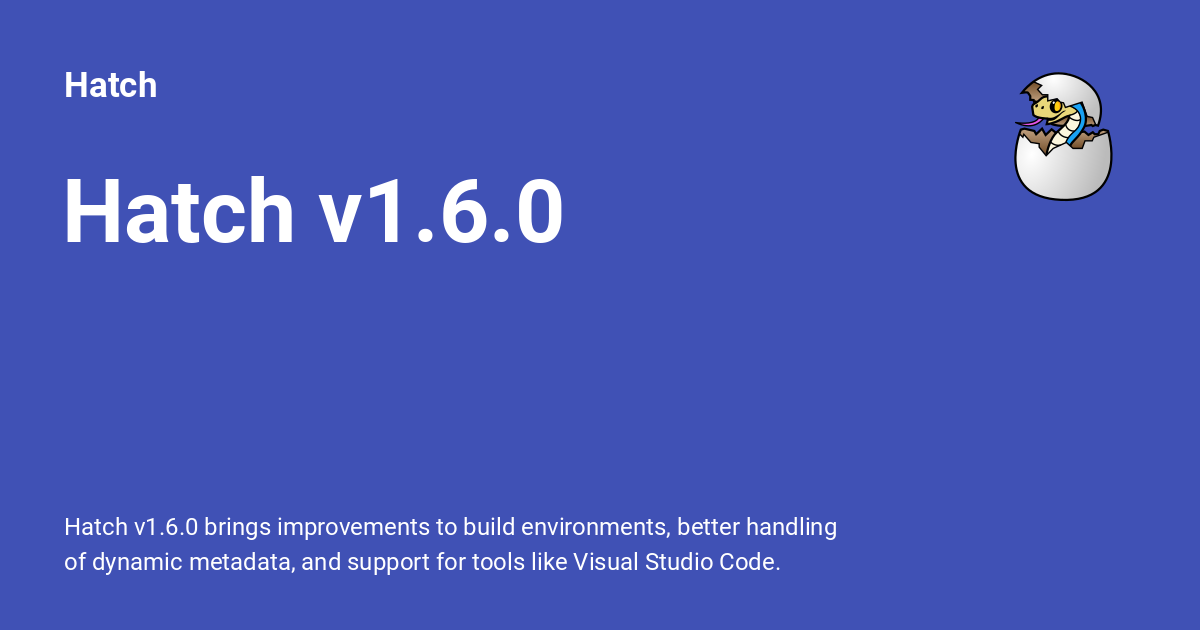 Hatch
Hatch v1.6.0
Hatch v1.6.0 brings improvements to build environments, better handling
of dynamic metadata, and support for tools like Visual Studio Code.